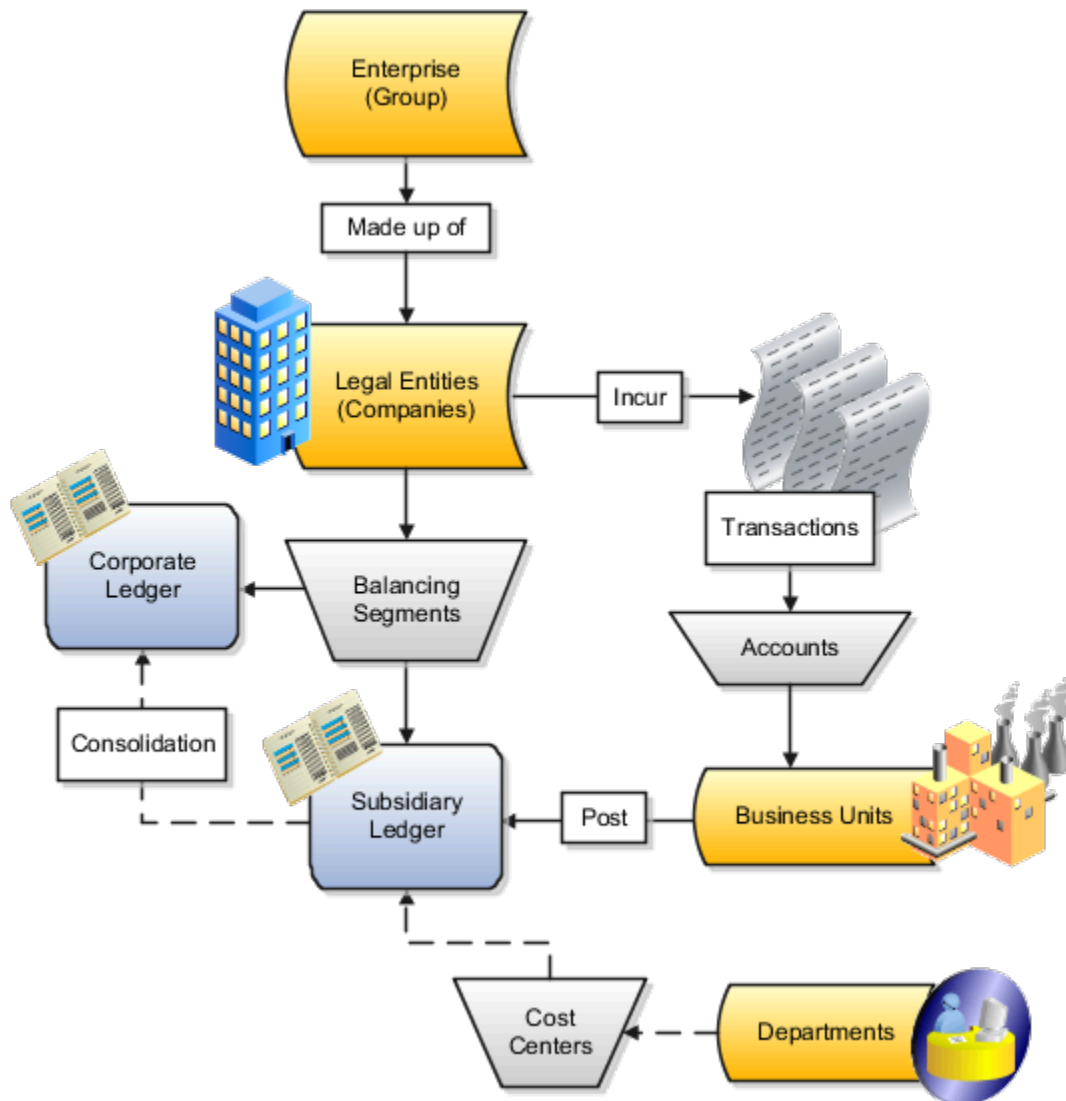 Enterprise
(Group)
Made up of
Legal Entities
(Companies)
Incur
Transactions
Corporate
Ledger
Balancing
Segments
Accounts
Consolidation
Subsidiary
Ledger
Post
Business Units
Cost
Centers
Departments